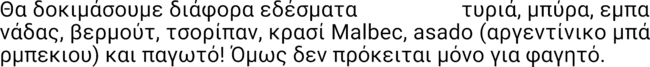 Θα δοκιμάσουμε διάφορα εδέσματα τυριά, μπύρα, εμπα
νάδας, βερμούτ, τσορίπαν, κρασί Malbec, asado (αργεντίνικο μπά
ρμπεκιου) και παγωτό! Όμως δεν πρόκειται μόνο για φαγητό.